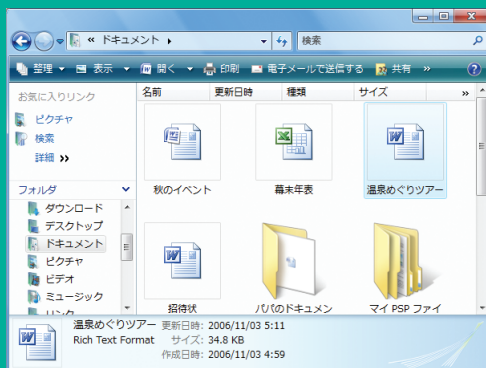 « ドキュメント
検索
整理 表示 開く 印刷 電子メールで送信する 共有 »
お気に入りリンク
ピクチャ
検索
詳細 »
フォルダ
ダウンロード
デスクトップ
ドキュメント
ピクチャ
ビデオ
ミュージック
リンク
名前 更新日時 種類 サイズ »
秋のイベント 幕末年表 温泉めぐりツアー
招待状 パパのドキュメン マイ PSP ファイ
温泉めぐりツアー 更新日時: 2006/11/03 5:11
Rich Text Format サイズ: 34.8 KB
作成日時: 2006/11/03 4:59